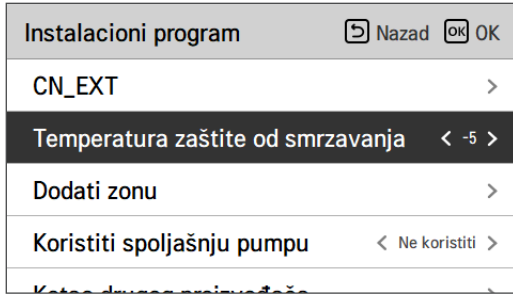 Instalacioni program Nazad OK OK
CN_EXT >
Temperatura zaštite od smrzavanja < -5 >
Dodati zonu >
Koristiti spoljašnju pumpu < Ne koristiti >